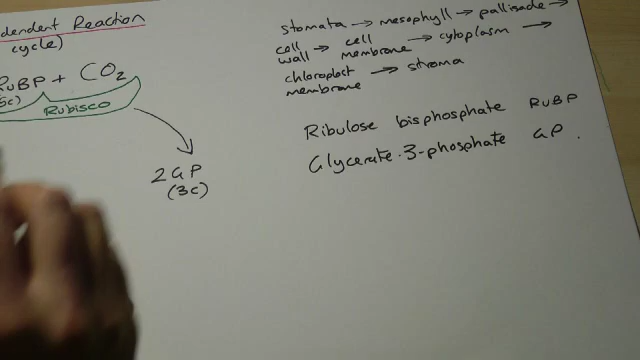 dent Reaction
cycle)
RuBP + CO2
(5c)
Rubisco
2GP
(3c)
stomata → mesophyll → pallisade →
cell wall → cell membrane → cytoplasm →
chloroplast membrane → stroma
Ribulose bisphosphate RuBP
Glycerate-3-phosphate GP.